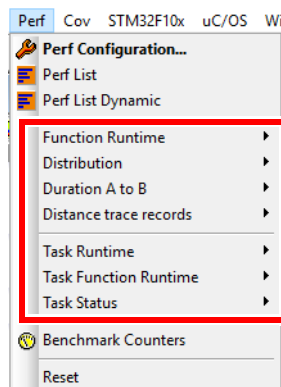 Perf Cov STM32F10x uC/OS
Perf Configuration...
Perf List
Perf List Dynamic
Function Runtime
Distribution
Duration A to B
Distance trace records
Task Runtime
Task Function Runtime
Task Status
Benchmark Counters
Reset